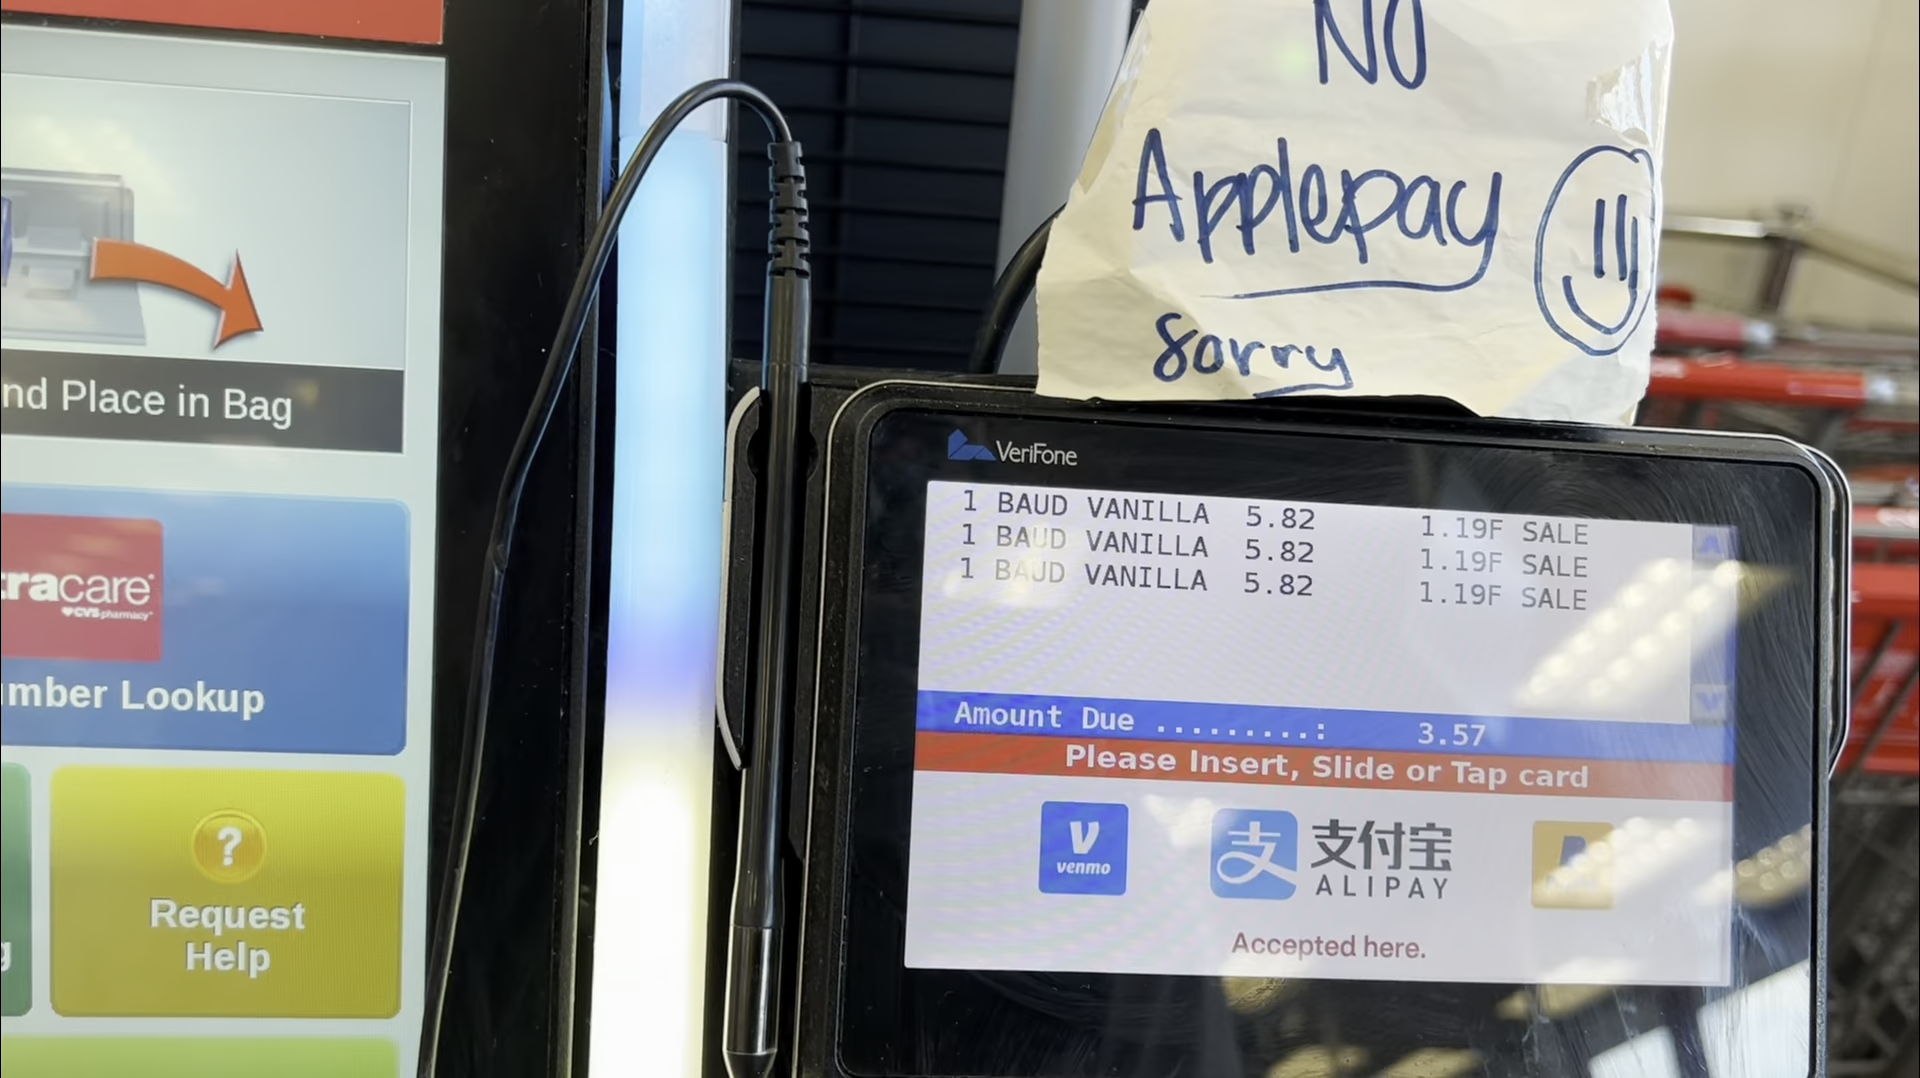 NO
Applepay
sorry
nd Place in Bag
racare
CVS pharmacy
mber Lookup
?
Request
Help
g
VeriFone
1 BAUD VANILLA 5.82 1.19F SALE
1 BAUD VANILLA 5.82 1.19F SALE
1 BAUD VANILLA 5.82 1.19F SALE
Amount Due .........: 3.57
Please Insert, Slide or Tap card
V
venmo
支 支付宝
ALIPAY
Accepted here.